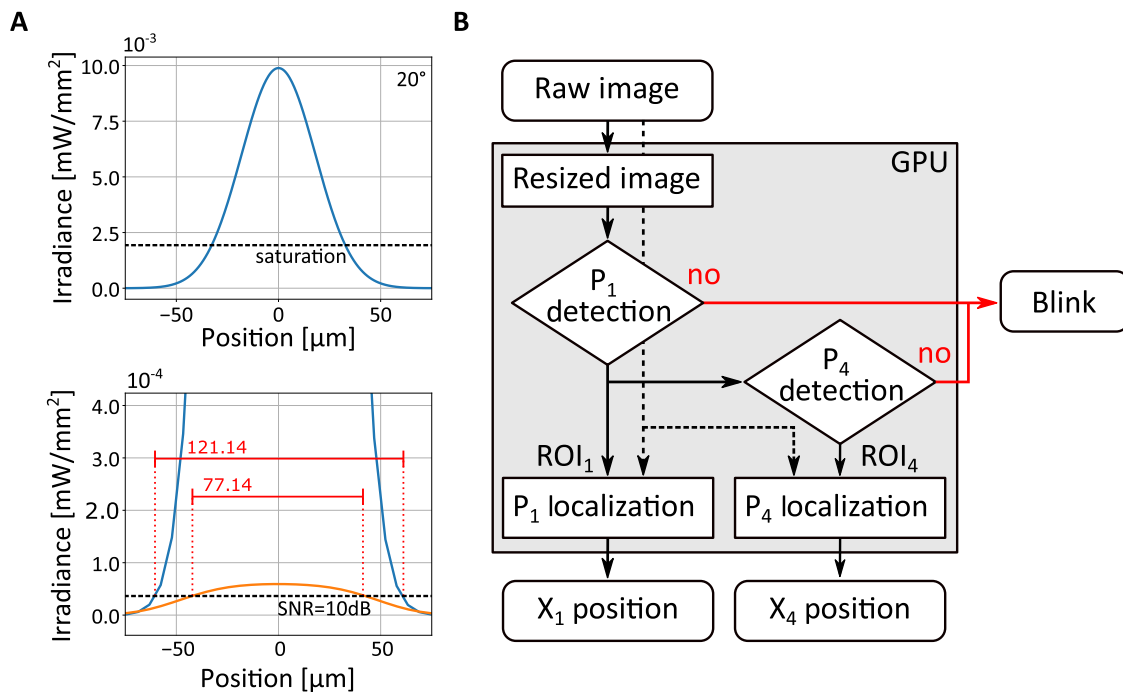 A
10⁻³
Irradiance [mW/mm²]
10.0
7.5
5.0
2.5
0.0
20°
saturation
−50
0
50
Position [µm]
10⁻⁴
Irradiance [mW/mm²]
4.0
3.0
2.0
1.0
0.0
121.14
77.14
SNR=10dB
−50
0
50
Position [µm]
B
Raw image
GPU
Resized image
P₁
detection
no
Blink
P₄
detection
no
ROI₁
ROI₄
P₁ localization
P₄ localization
X₁ position
X₄ position